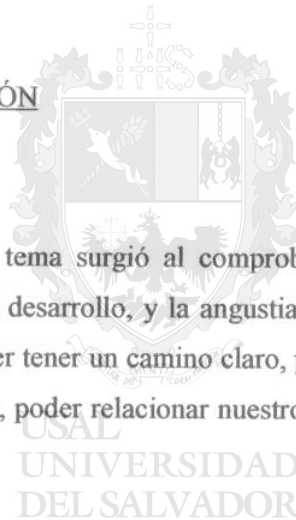 ÓN
tema surgió al comprob
desarrollo, y la angustia
er tener un camino claro, p
, poder relacionar nuestro
USAL
UNIVERSIDAD
DEL SALVADOR